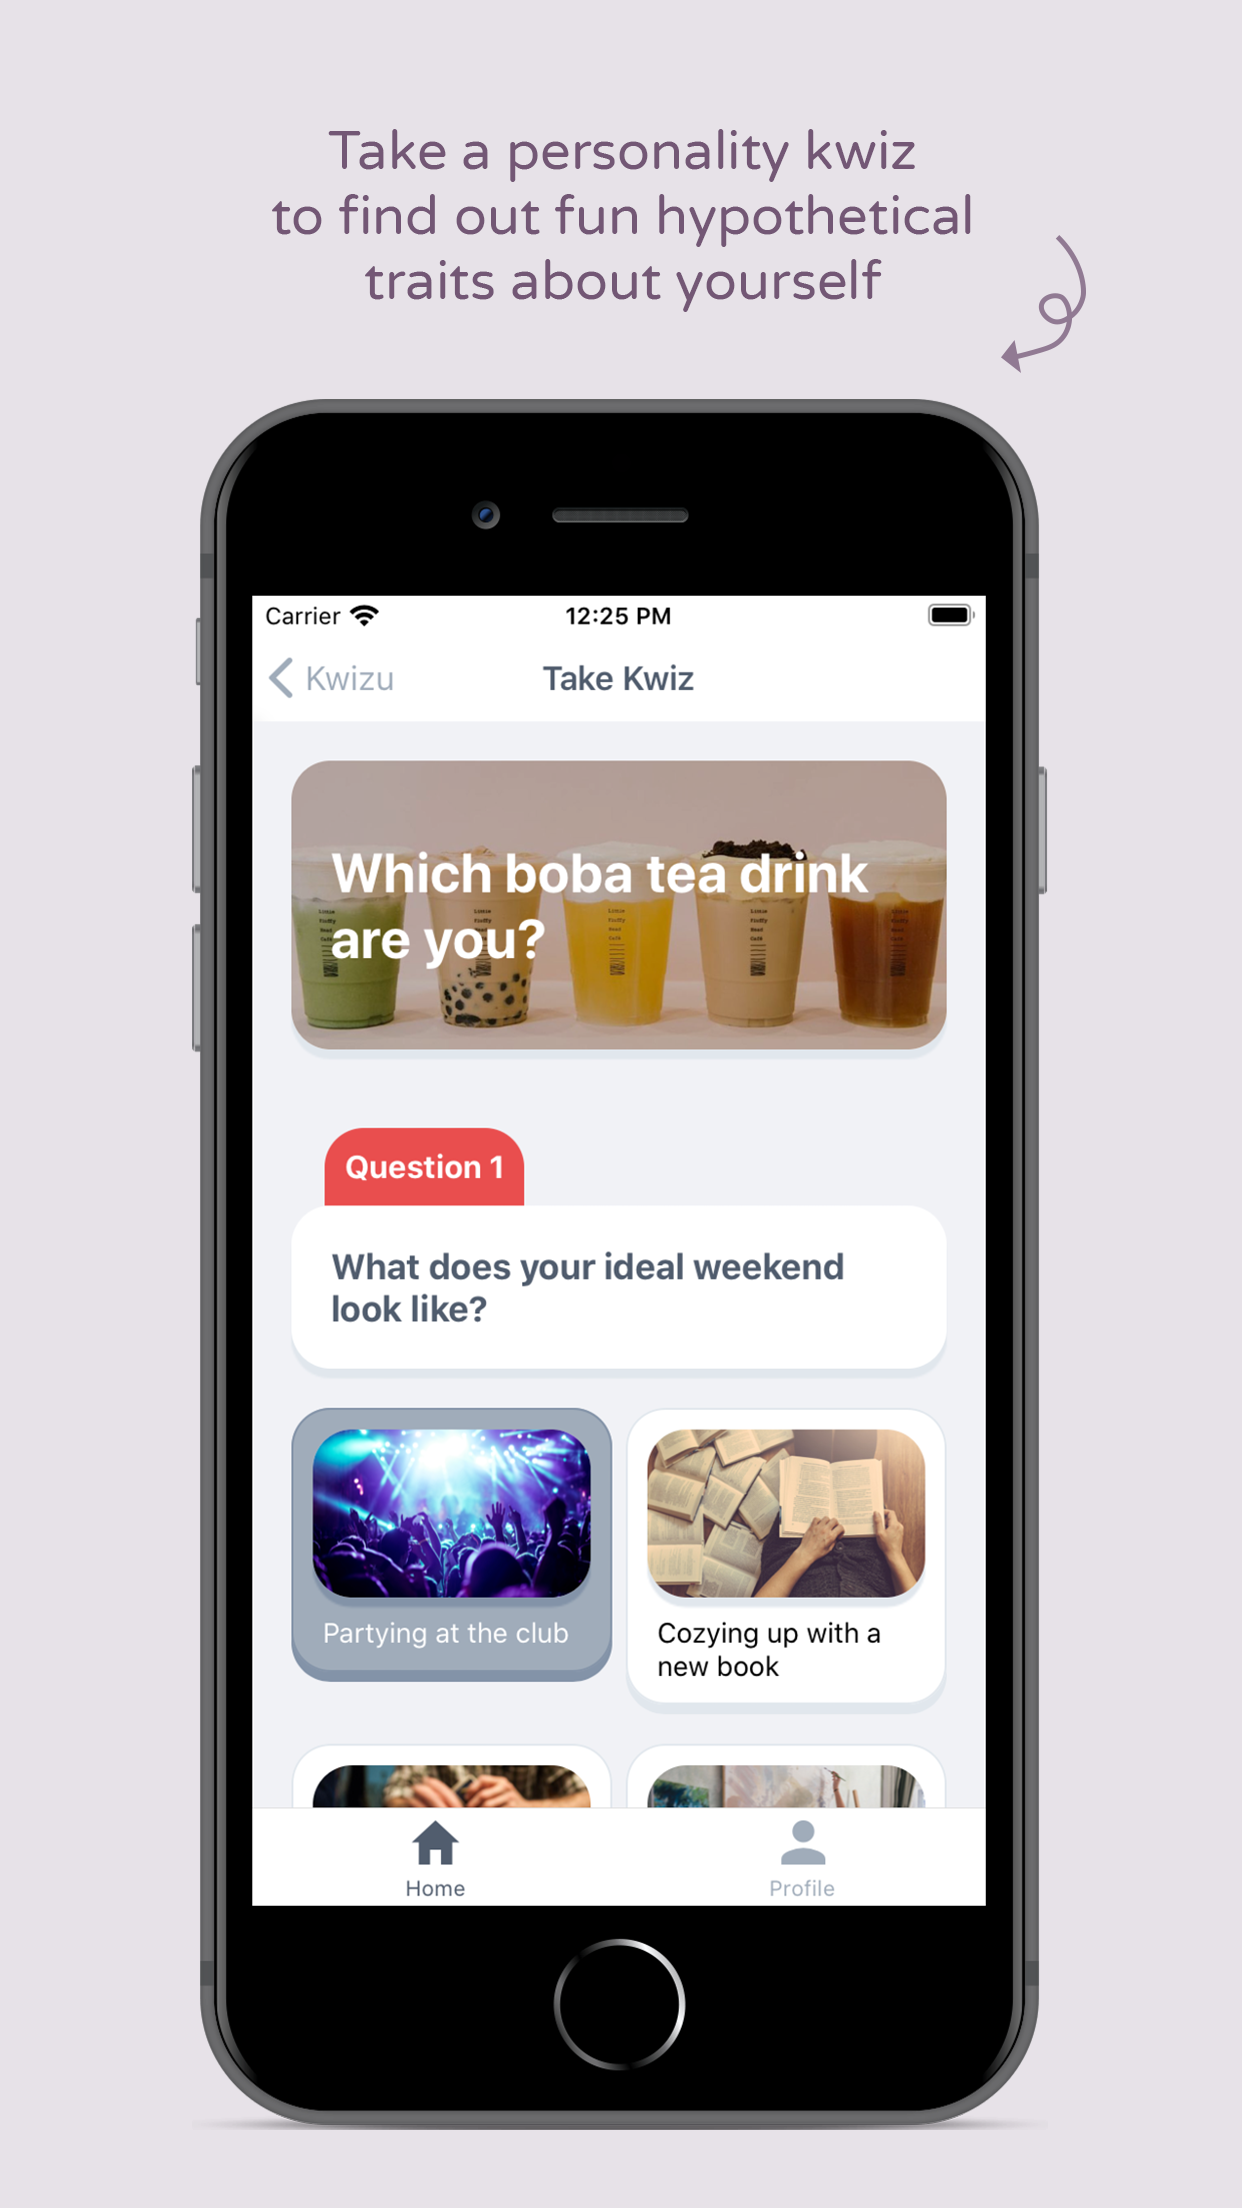 Take a personality kwiz
to find out fun hypothetical
traits about yourself
Carrier
12:25 PM
Kwizu
Take Kwiz
Which boba tea drink
are you?
Question 1
What does your ideal weekend
look like?
Partying at the club
Cozying up with a
new book
Home
Profile